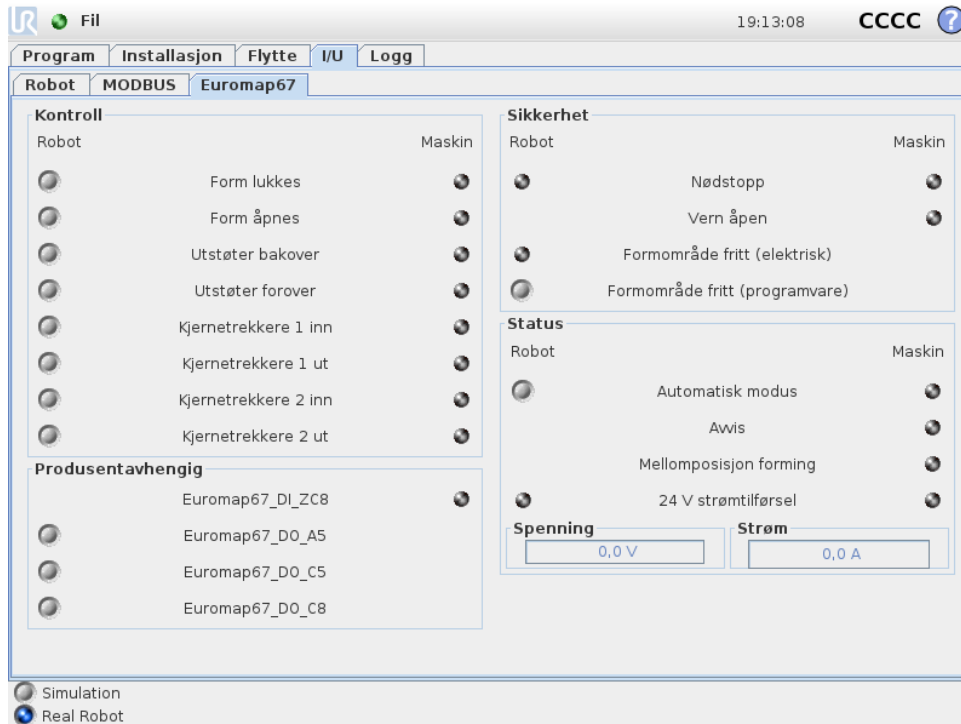 UR Fil 19:13:08 CCCC ?
Program Installasjon Flytte I/U Logg
Robot MODBUS Euromap67
Kontroll
Robot Maskin
Form lukkes
Form åpnes
Utstøter bakover
Utstøter forover
Kjernetrekkere 1 inn
Kjernetrekkere 1 ut
Kjernetrekkere 2 inn
Kjernetrekkere 2 ut
Produsentavhengig
Euromap67_DI_ZC8
Euromap67_DO_A5
Euromap67_DO_C5
Euromap67_DO_C8
Sikkerhet
Robot Maskin
Nødstopp
Vern åpen
Formområde fritt (elektrisk)
Formområde fritt (programvare)
Status
Robot Maskin
Automatisk modus
Avvis
Mellomposisjon forming
24 V strømtilførsel
Spenning Strøm
0,0 V 0,0 A
Simulation
Real Robot